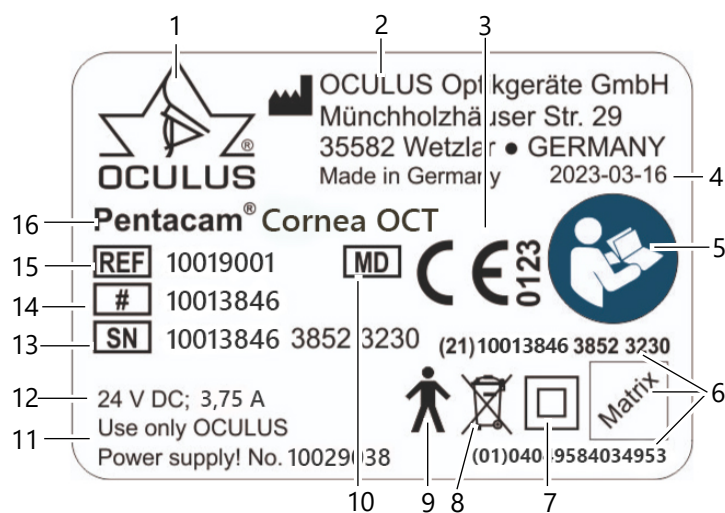 1
2
3
OCULUS Optikgeräte GmbH
Münchholzhäuser Str. 29
35582 Wetzlar ● GERMANY
Made in Germany 2023-03-16
4
®
OCULUS
16
Pentacam® Cornea OCT
15
REF 10019001
MD
CE 0123
5
14
# 10013846
13
SN 10013846 3852 3230
(21)10013846 3852 3230
12
24 V DC; 3,75 A
Matrix
6
11
Use only OCULUS
Power supply! No. 10029038
(01)04049584034953
10
9
8
7